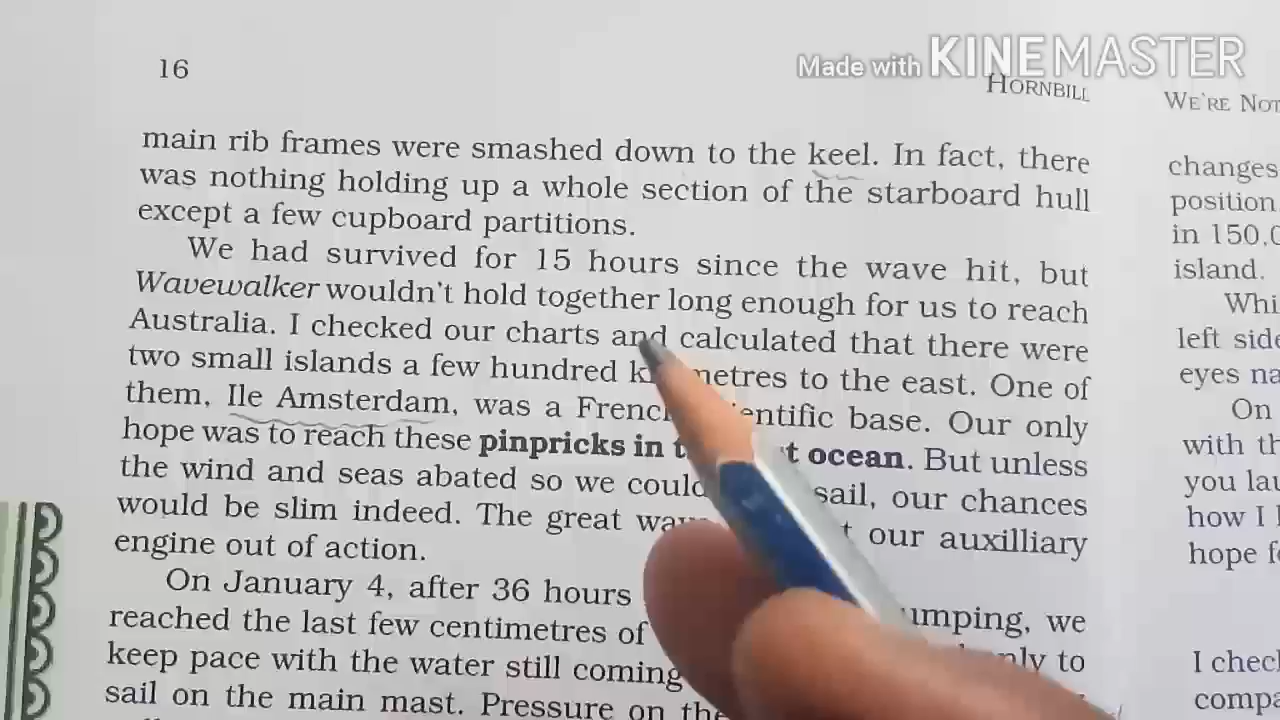 Made with KINEMASTER
16
HORNBILL
main rib frames were smashed down to the keel. In fact, there
was nothing holding up a whole section of the starboard hull
except a few cupboard partitions.
We had survived for 15 hours since the wave hit, but
Wavewalker wouldn't hold together long enough for us to reach
Australia. I checked our charts and calculated that there were
two small islands a few hundred metres to the east. One of
them, Ile Amsterdam, was a French entific base. Our only
hope was to reach these pinpricks in ocean. But unless
the wind and seas abated so we could sail, our chances
would be slim indeed. The great our auxilliary
engine out of action.
On January 4, after 36 hours umping, we
reached the last few centimetres of
keep pace with the water still coming only to
sail on the main mast. Pressure on the
WE'RE NOT
changes
position
in 150,0
island.
Whi
left side
eyes na
On
with th
you lau
how I
hope f
I check
compa